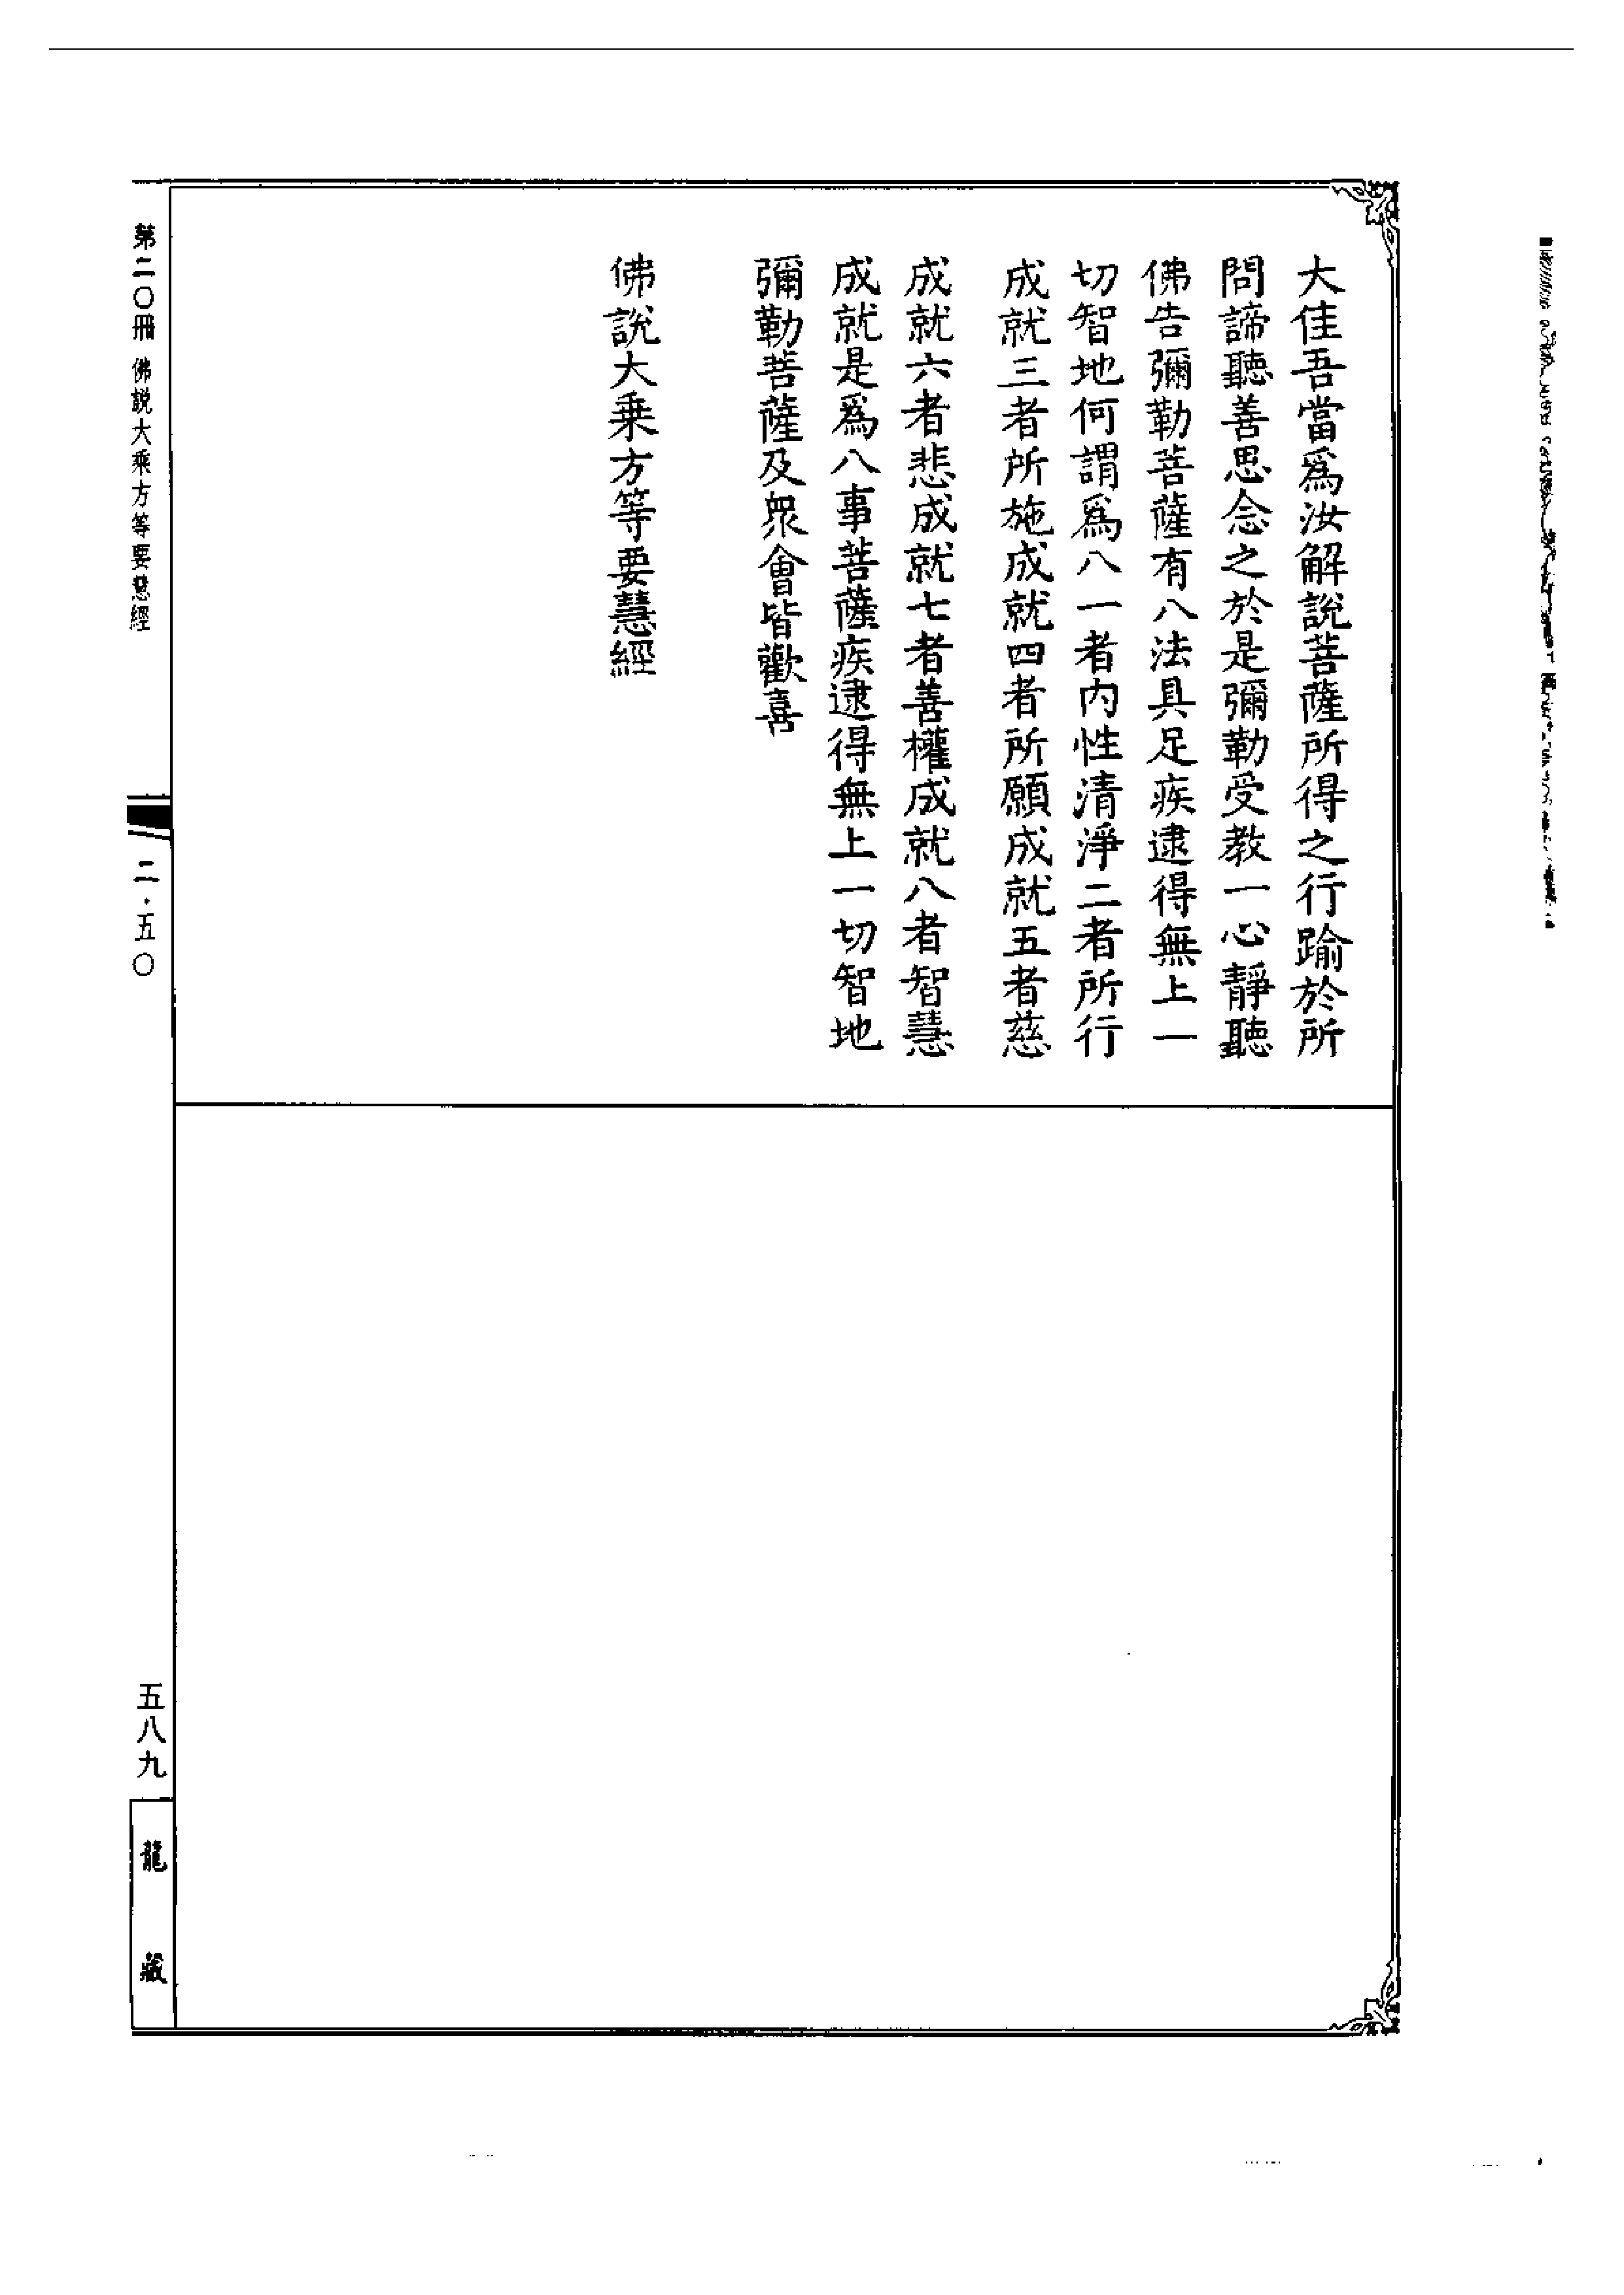 大佳吾當爲汝解說菩薩所得之行踰於所
問諦聽善思念之於是彌勒受教一心靜聽
佛告彌勒菩薩有八法具足疾逮得無上一
切智地何謂爲八一者内性清淨二者所行
成就三者所施成就四者所願成就五者慈
成就六者悲成就七者善權成就八者智慧
成就是爲八事菩薩疾逮得無上一切智地
彌勒菩薩及衆會皆歡喜
佛說大乘方等要慧經
第二〇冊 佛説大乘方等要慧經
二·五〇
五八九
龍藏